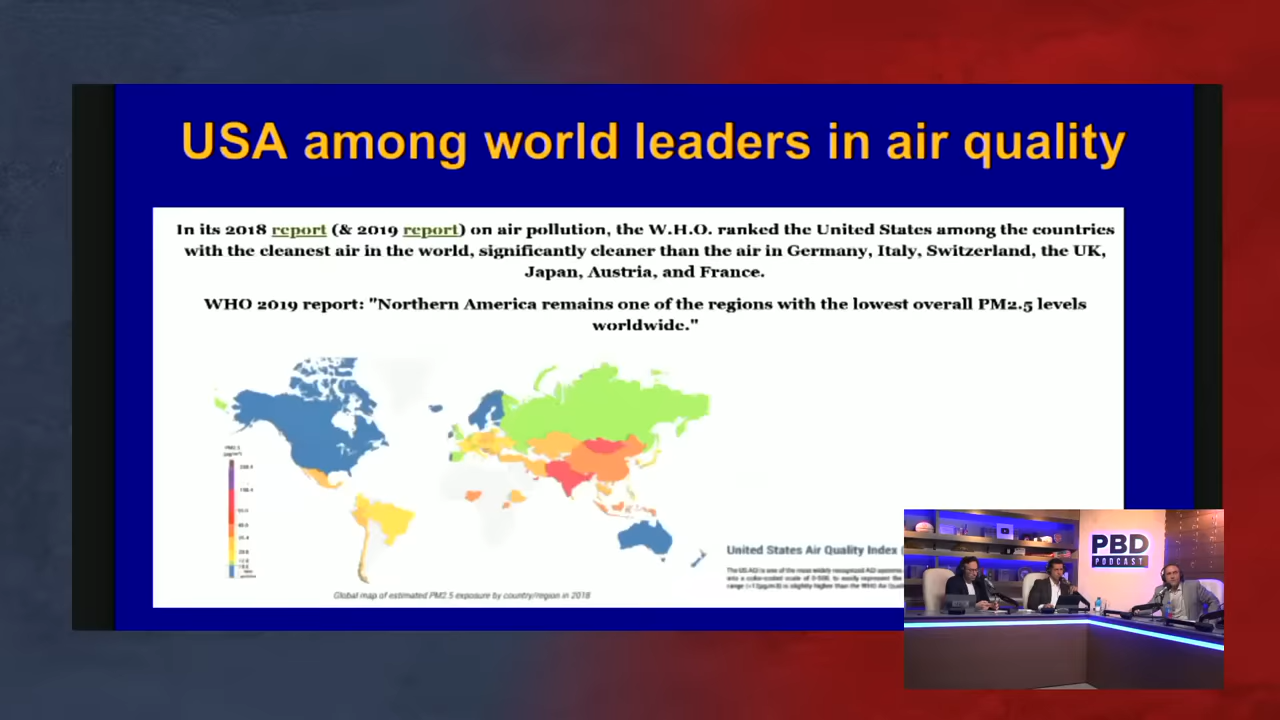 USA among world leaders in air quality
In its 2018 report (& 2019 report) on air pollution, the W.H.O. ranked the United States among the countries
with the cleanest air in the world, significantly cleaner than the air in Germany, Italy, Switzerland, the UK,
Japan, Austria, and France.
WHO 2019 report: "Northern America remains one of the regions with the lowest overall PM2.5 levels
worldwide."
PM2.5
Global map of estimated PM2.5 exposure by country/region in 2018
United States Air Quality Index (
PBD
PODCAST